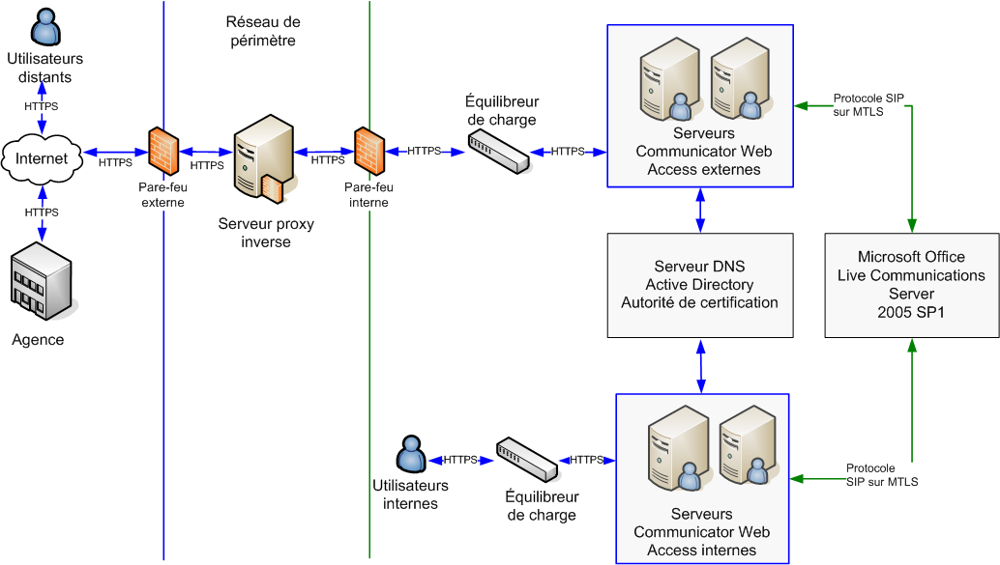 Réseau de
périmètre
Utilisateurs
distants
HTTPS
Internet
HTTPS
HTTPS
Agence
Pare-feu
externe
HTTPS
Serveur proxy
inverse
HTTPS
Pare-feu
interne
HTTPS
Équilibreur
de charge
HTTPS
Serveurs
Communicator Web
Access externes
Protocole SIP
sur MTLS
Serveur DNS
Active Directory
Autorité de certification
Microsoft Office
Live Communications
Server
2005 SP1
Utilisateurs
internes
HTTPS
Équilibreur
de charge
HTTPS
Serveurs
Communicator Web
Access internes
Protocole
SIP sur MTLS